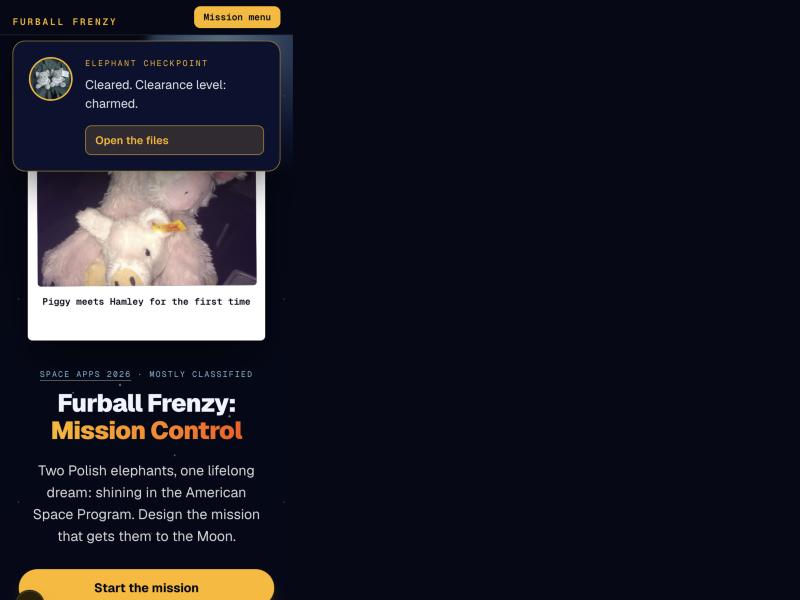 FURBALL FRENZY
Mission menu
ELEPHANT CHECKPOINT
Cleared. Clearance level:
charmed.
Open the files
Piggy meets Hamley for the first time
SPACE APPS 2026 · MOSTLY CLASSIFIED
Furball Frenzy:
Mission Control
Two Polish elephants, one lifelong
dream: shining in the American
Space Program. Design the mission
that gets them to the Moon.
Start the mission